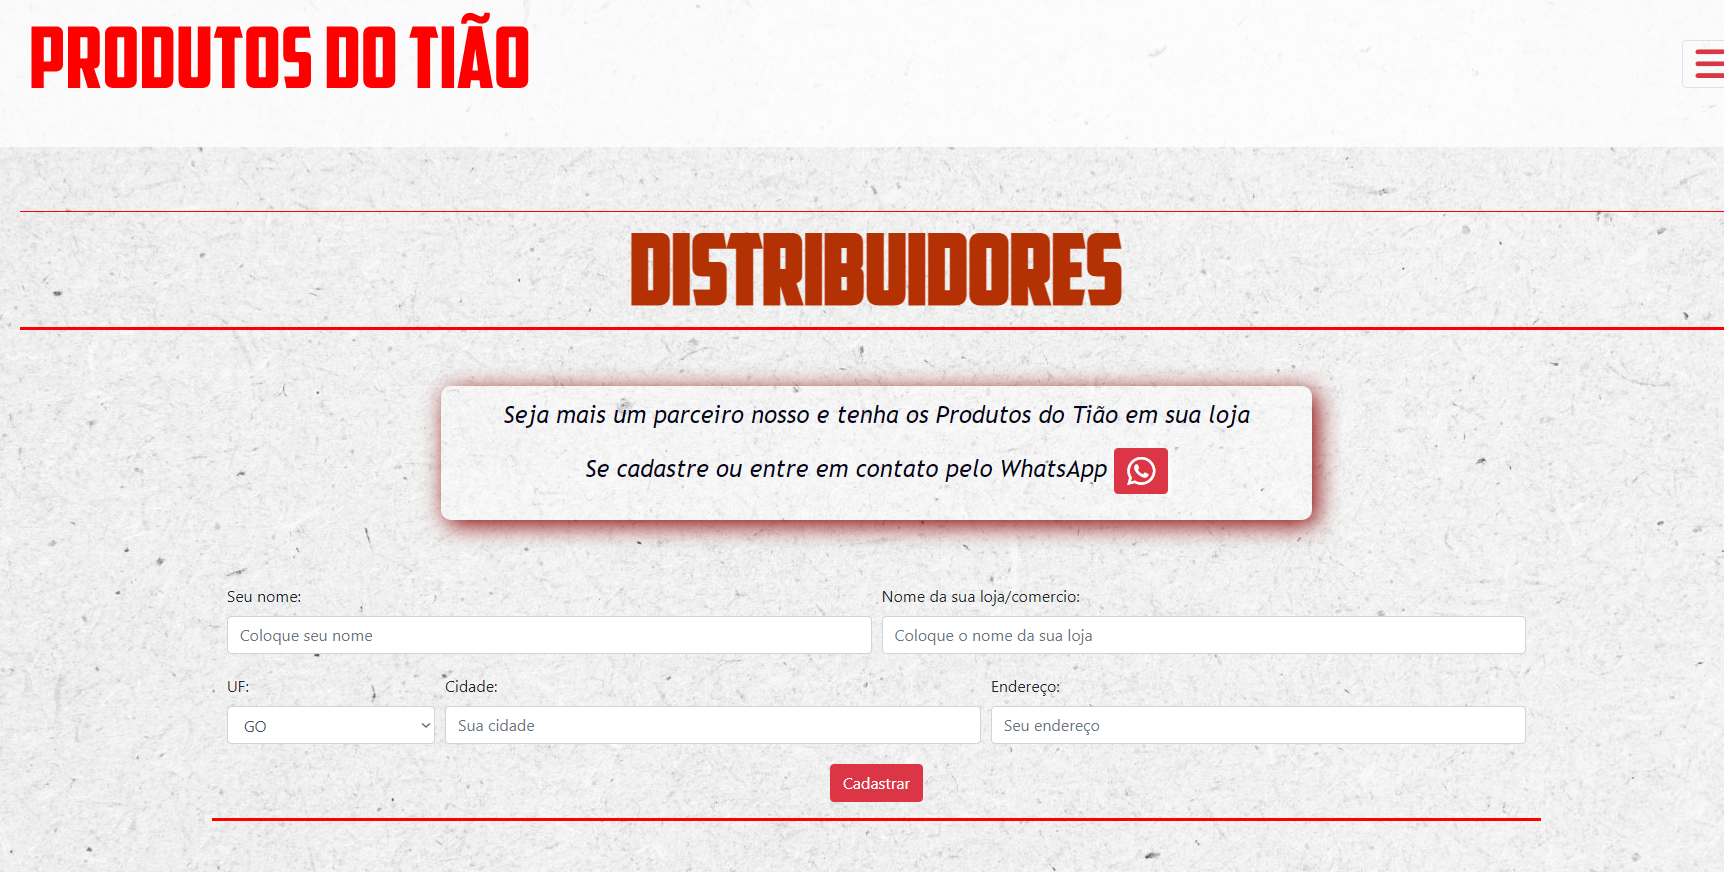 PRODUTOS DO TIÃO
DISTRIBUIDORES
Seja mais um parceiro nosso e tenha os Produtos do Tião em sua loja
Se cadastre ou entre em contato pelo WhatsApp
Seu nome: Nome da sua loja/comercio:
Coloque seu nome Coloque o nome da sua loja
UF: Cidade: Endereço:
GO Sua cidade Seu endereço
Cadastrar